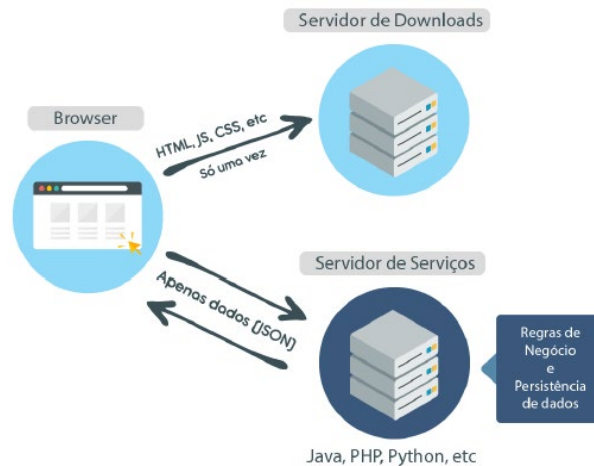 Servidor de Downloads
Browser
HTML, JS, CSS, etc
Só uma vez
Servidor de Serviços
Apenas dados (JSON)
Regras de
Negócio
e
Persistência
de dados
Java, PHP, Python, etc